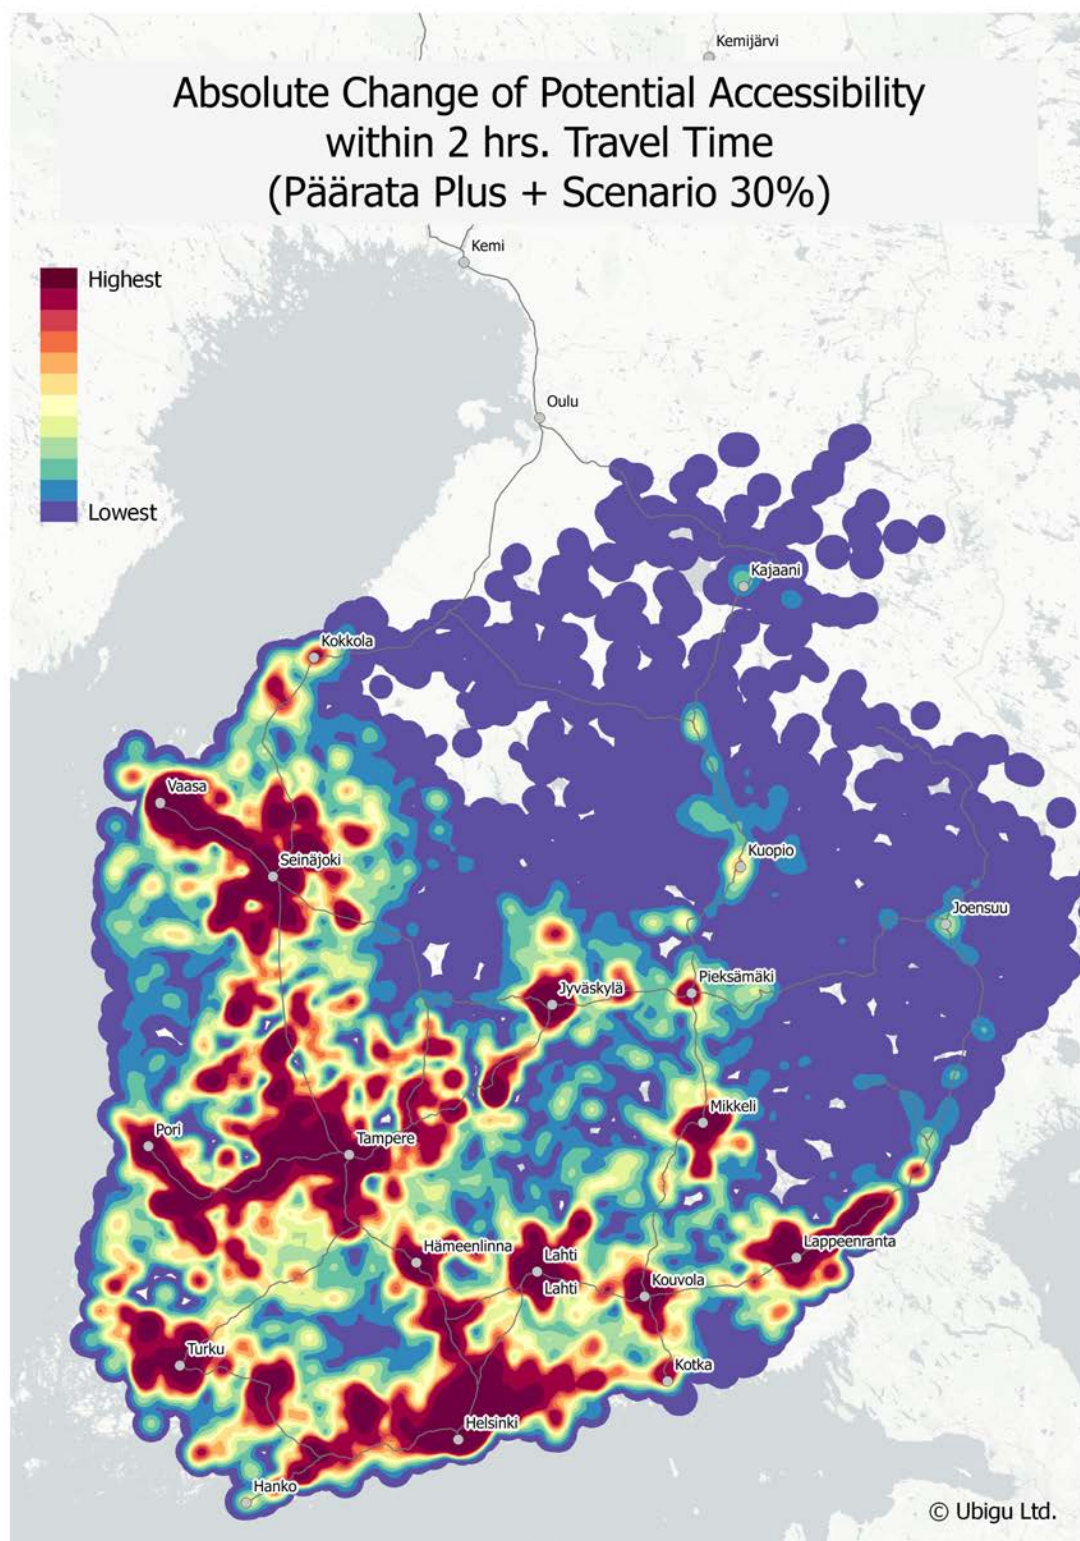 Kemijärvi
Absolute Change of Potential Accessibility
within 2 hrs. Travel Time
(Päärata Plus + Scenario 30%)
Kemi
Highest
Oulu
Lowest
Kajaani
Kokkola
Vaasa
Kuopio
Seinäjoki
Joensuu
Pieksämäki
Jyväskylä
Mikkeli
Pori
Tampere
Lappeenranta
Hämeenlinna
Lahti
Lahti
Kouvola
Turku
Kotka
Helsinki
Hanko
© Ubigu Ltd.